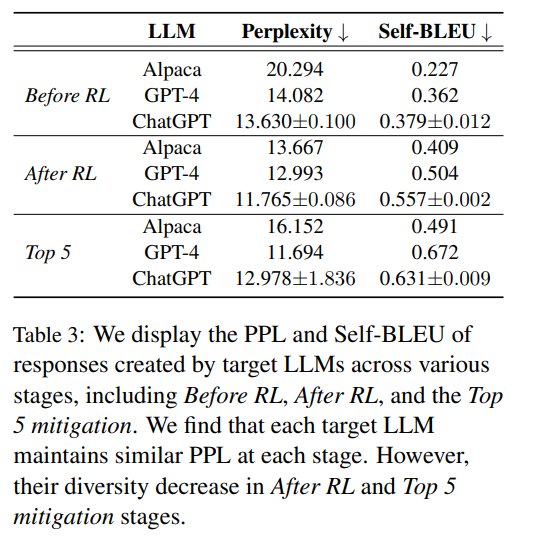 LLM Perplexity ↓ Self-BLEU ↓
Alpaca 20.294 0.227
Before RL GPT-4 14.082 0.362
ChatGPT 13.630±0.100 0.379±0.012
Alpaca 13.667 0.409
After RL GPT-4 12.993 0.504
ChatGPT 11.765±0.086 0.557±0.002
Alpaca 16.152 0.491
Top 5 GPT-4 11.694 0.672
ChatGPT 12.978±1.836 0.631±0.009
Table 3: We display the PPL and Self-BLEU of
responses created by target LLMs across various
stages, including Before RL, After RL, and the Top
5 mitigation. We find that each target LLM
maintains similar PPL at each stage. However,
their diversity decrease in After RL and Top 5
mitigation stages.